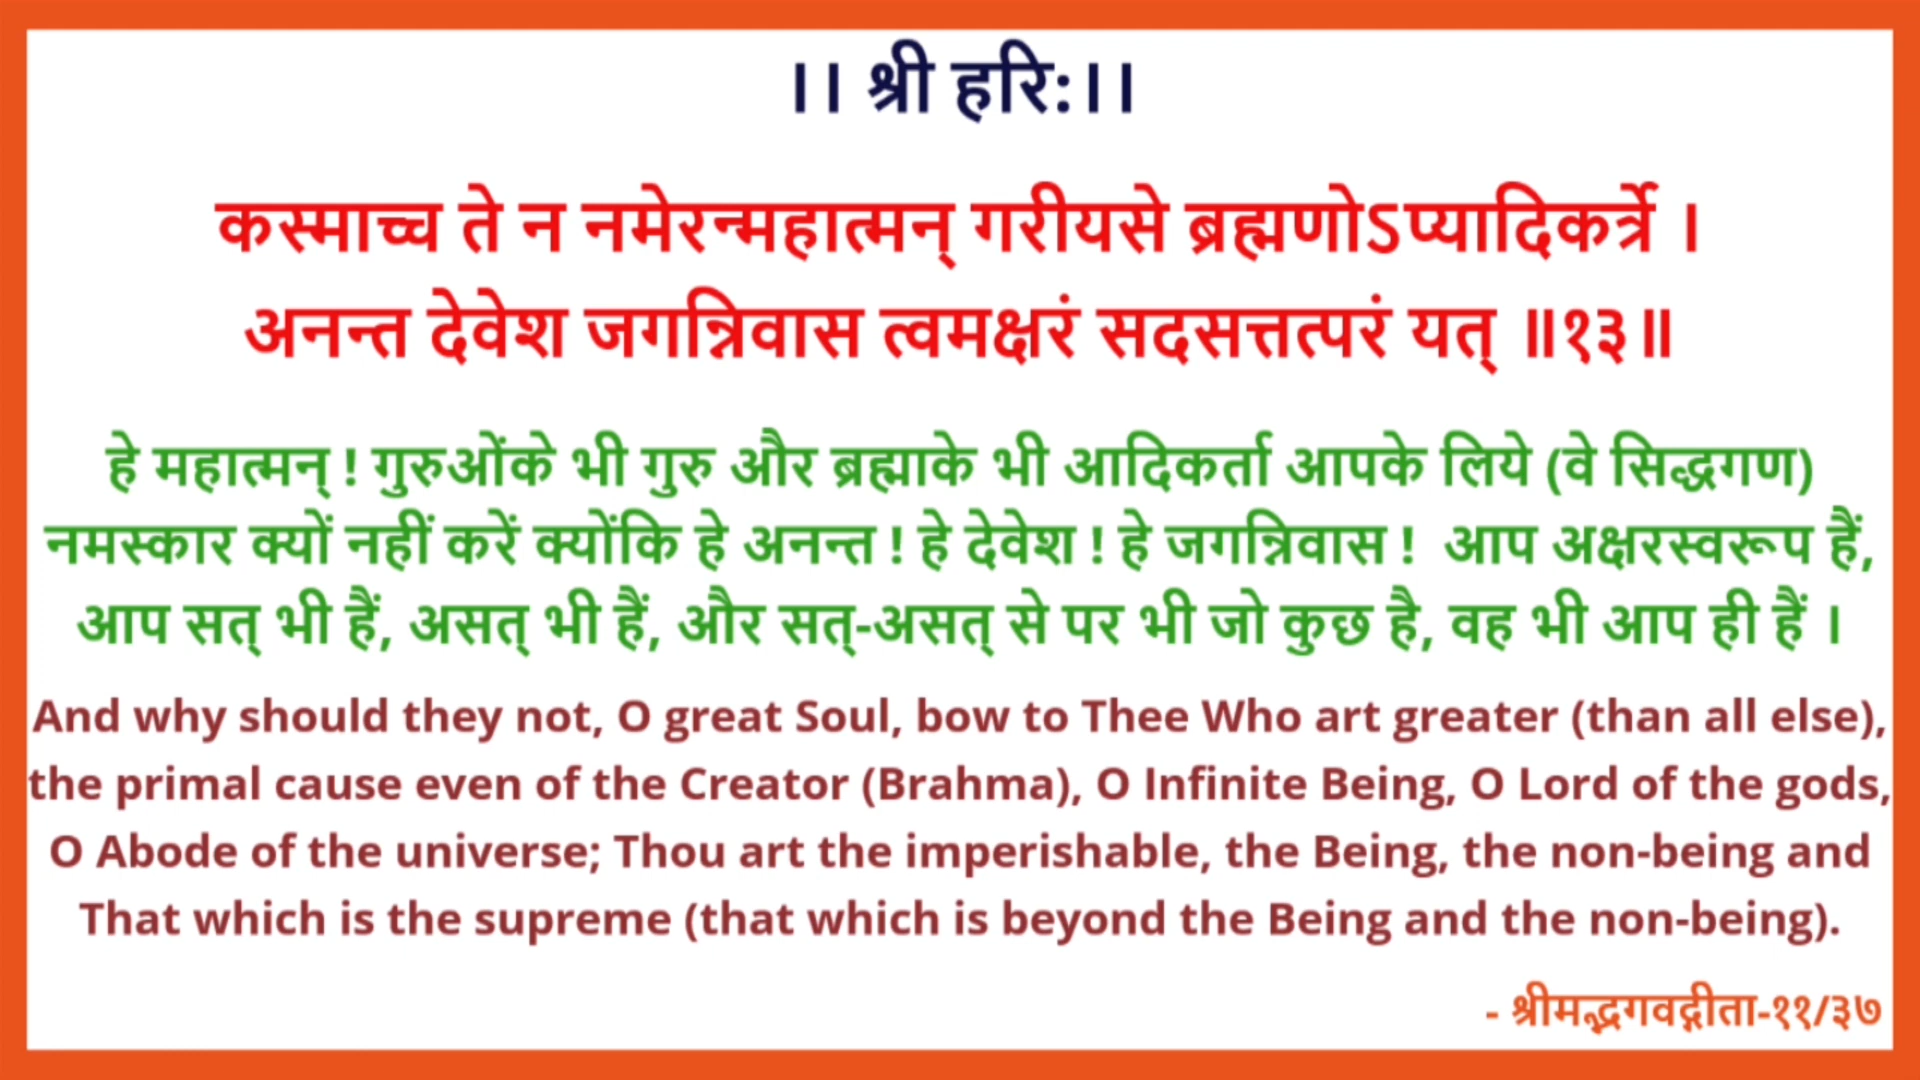 ।। श्री हरि:।।
कस्माच्च ते न नमेरन्महात्मन् गरीयसे ब्रह्मणोऽप्यादिकर्त्रे ।
अनन्त देवेश जगन्निवास त्वमक्षरं सदसत्तत्परं यत् ॥१३॥
हे महात्मन् ! गुरुओंके भी गुरु और ब्रह्माके भी आदिकर्ता आपके लिये (वे सिद्धगण)
नमस्कार क्यों नहीं करें क्योंकि हे अनन्त ! हे देवेश ! हे जगन्निवास ! आप अक्षरस्वरूप हैं,
आप सत् भी हैं, असत् भी हैं, और सत्-असत् से पर भी जो कुछ है, वह भी आप ही हैं ।
And why should they not, O great Soul, bow to Thee Who art greater (than all else),
the primal cause even of the Creator (Brahma), O Infinite Being, O Lord of the gods,
O Abode of the universe; Thou art the imperishable, the Being, the non-being and
That which is the supreme (that which is beyond the Being and the non-being).
- श्रीमद्भगवद्गीता-११/३७